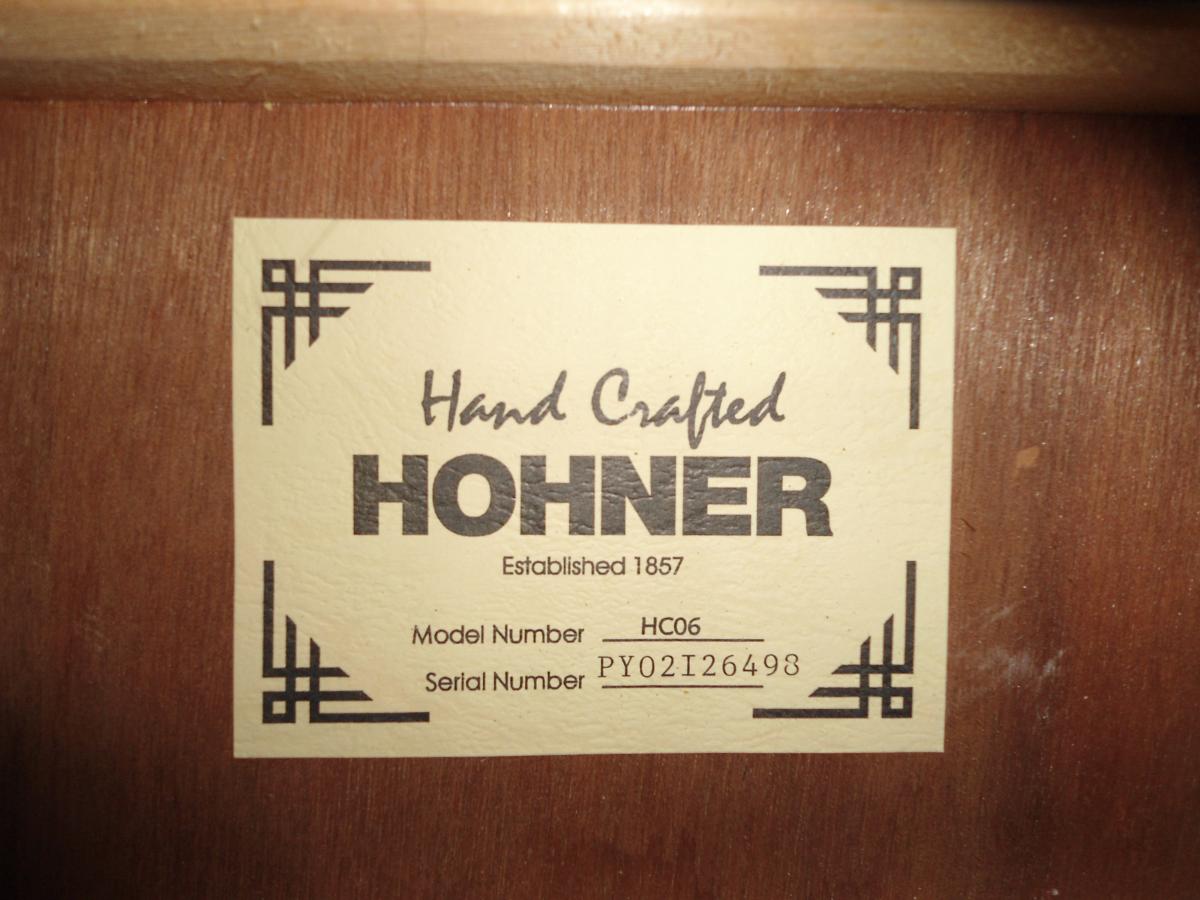 Hand Crafted
HOHNER
Established 1857
Model Number HC06
Serial Number PY02I26498